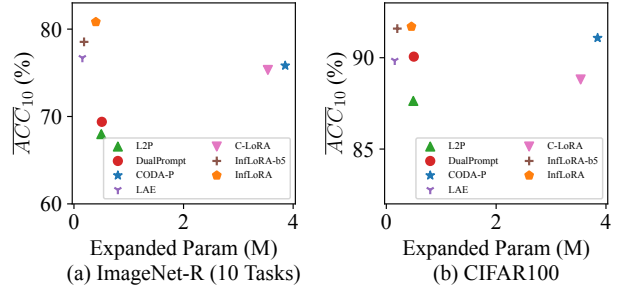 80
70
60
0
2
4
ACC10 (%)
L2P
DualPrompt
CODA-P
LAE
C-LoRA
InfLoRA-b5
InfLoRA
Expanded Param (M)
(a) ImageNet-R (10 Tasks)
90
85
0
2
4
ACC10 (%)
L2P
DualPrompt
CODA-P
LAE
C-LoRA
InfLoRA-b5
InfLoRA
Expanded Param (M)
(b) CIFAR100